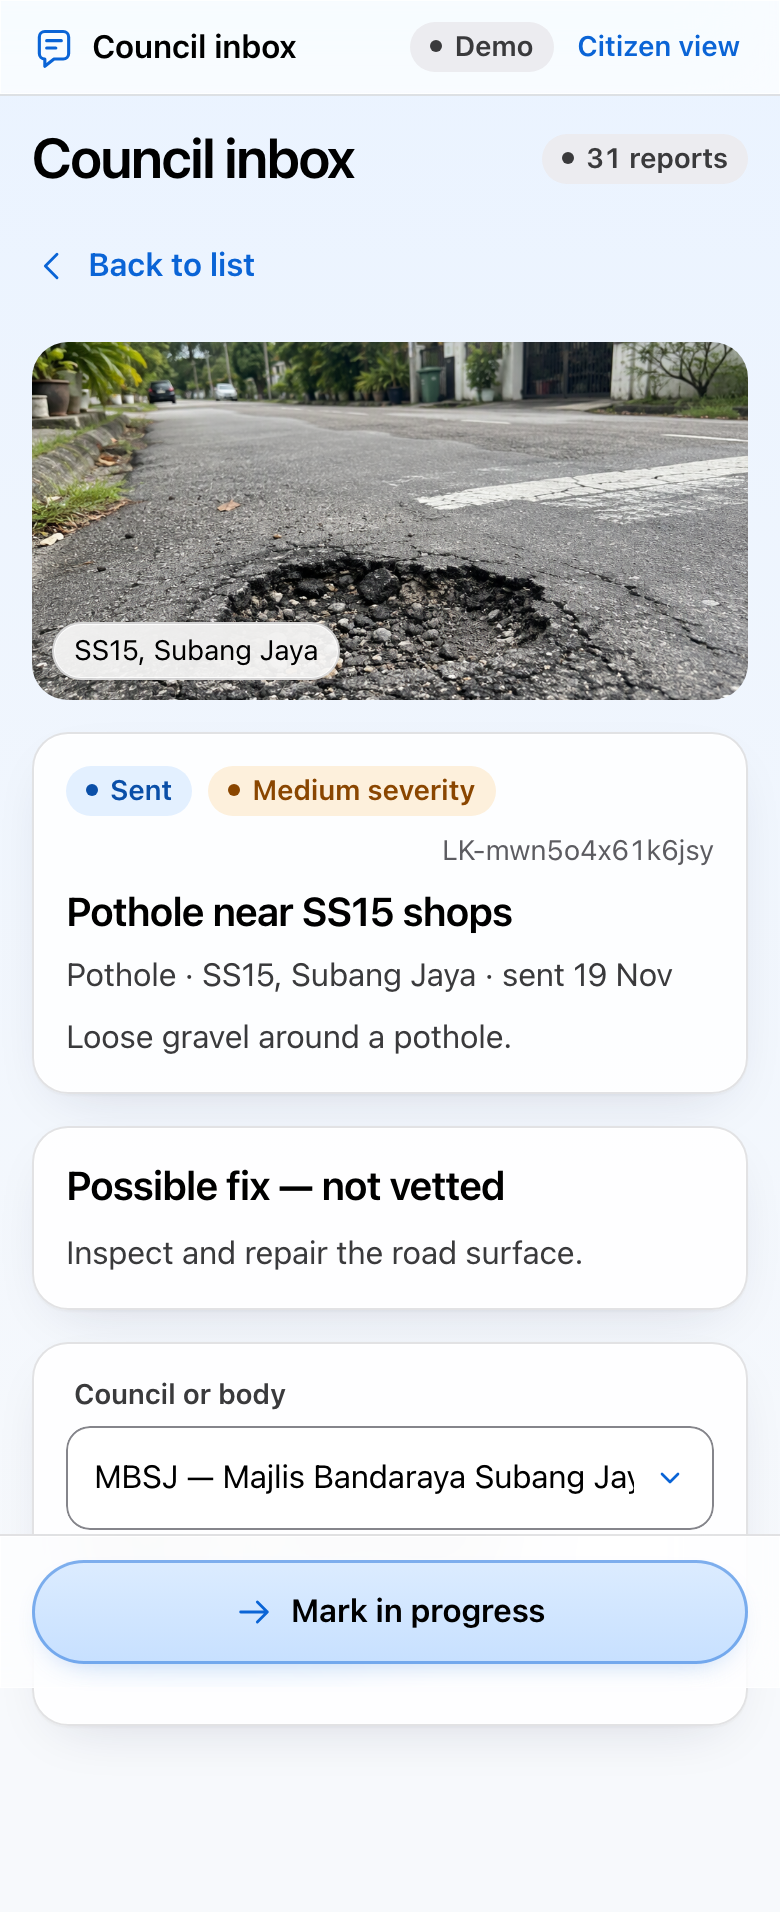 Council inbox
Demo
Citizen view
Council inbox
31 reports
Back to list
SS15, Subang Jaya
Sent
Medium severity
LK-mwn5o4x61k6jsy
Pothole near SS15 shops
Pothole · SS15, Subang Jaya · sent 19 Nov
Loose gravel around a pothole.
Possible fix — not vetted
Inspect and repair the road surface.
Council or body
MBSJ — Majlis Bandaraya Subang Jay
Mark in progress